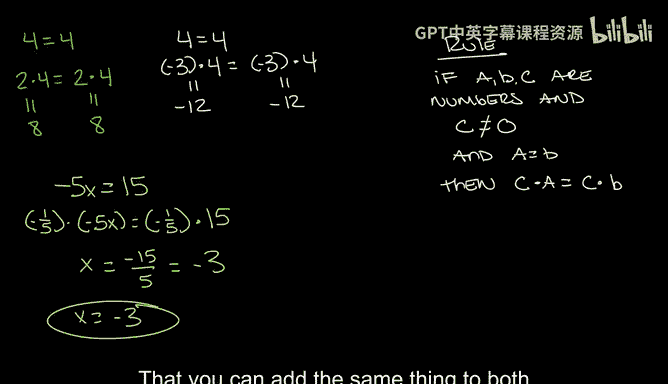 GPT中英字幕课程资源 bilibili
4=4
2·4=2·4
॥ ॥
8 8
4=4
(-3)·4=(-3)·4
॥ ॥
-12 -12
RULE
IF A, b, C ARE
NUMBERS AND
C≠0
AND A=b
THEN C·A=C·b
-5x=15
(-1/5)·(-5x)=(-1/5)·15
x=-15/5=-3
x=-3
That you can add the same thing to both